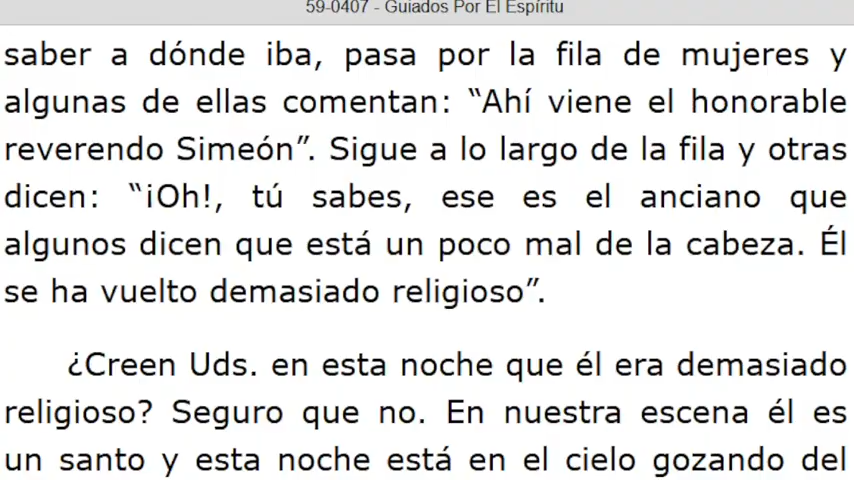 59-0407 - Guiados Por El Espíritu
saber a dónde iba, pasa por la fila de mujeres y
algunas de ellas comentan: “Ahí viene el honorable
reverendo Simeón”. Sigue a lo largo de la fila y otras
dicen: “¡Oh!, tú sabes, ese es el anciano que
algunos dicen que está un poco mal de la cabeza. Él
se ha vuelto demasiado religioso”.
¿Creen Uds. en esta noche que él era demasiado
religioso? Seguro que no. En nuestra escena él es
un santo y esta noche está en el cielo gozando del